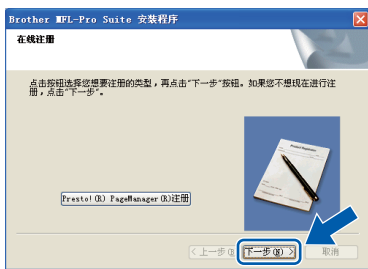 Brother MFL-Pro Suite 安装程序
在线注册
点击按钮选择您想要注册的类型，再点击“下一步”按钮。如果您不想现在进行注
册，点击“下一步”。
Presto! (R) PageManager (R)注册
< 上一步(B) 下一步(N) > 取消